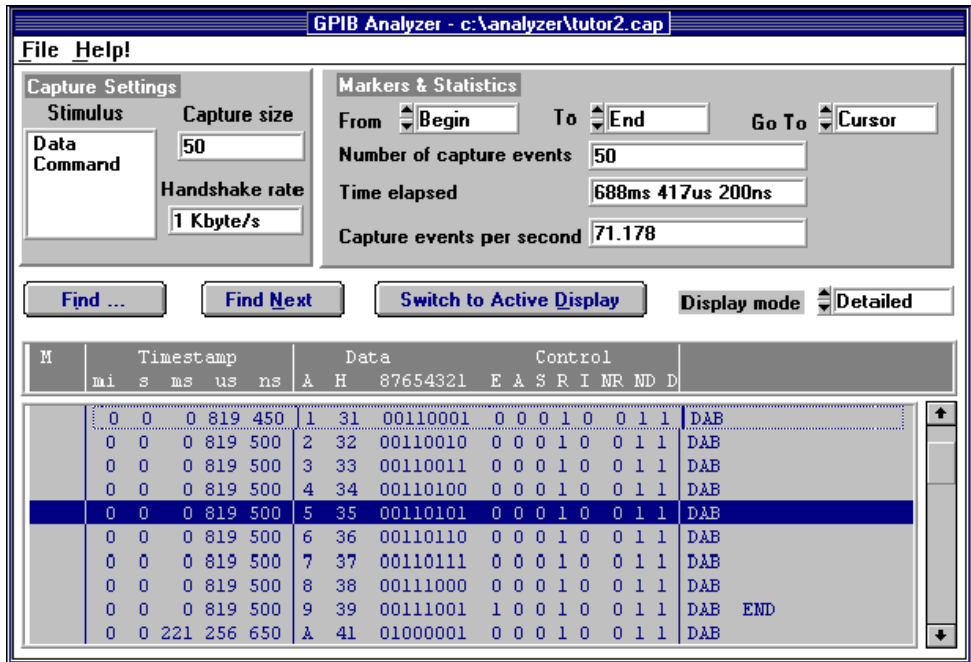 GPIB Analyzer - c:\analyzer\tutor2.cap
File Help!
Capture Settings
Stimulus Capture size
Data
Command
50
Handshake rate
1 Kbyte/s
Markers & Statistics
From Begin To End Go To Cursor
Number of capture events 50
Time elapsed 688ms 417us 200ns
Capture events per second 71.178
Find ... Find Next Switch to Active Display Display mode Detailed
M Timestamp Data Control
mi s ms us ns A H 87654321 E A S R I NR ND D
0 0 0 819 450 1 31 00110001 0 0 0 1 0 0 1 1 DAB
0 0 0 819 500 2 32 00110010 0 0 0 1 0 0 1 1 DAB
0 0 0 819 500 3 33 00110011 0 0 0 1 0 0 1 1 DAB
0 0 0 819 500 4 34 00110100 0 0 0 1 0 0 1 1 DAB
0 0 0 819 500 5 35 00110101 0 0 0 1 0 0 1 1 DAB
0 0 0 819 500 6 36 00110110 0 0 0 1 0 0 1 1 DAB
0 0 0 819 500 7 37 00110111 0 0 0 1 0 0 1 1 DAB
0 0 0 819 500 8 38 00111000 0 0 0 1 0 0 1 1 DAB
0 0 0 819 500 9 39 00111001 1 0 0 1 0 0 1 1 DAB END
0 0 221 256 650 A 41 01000001 0 0 0 1 0 0 1 1 DAB